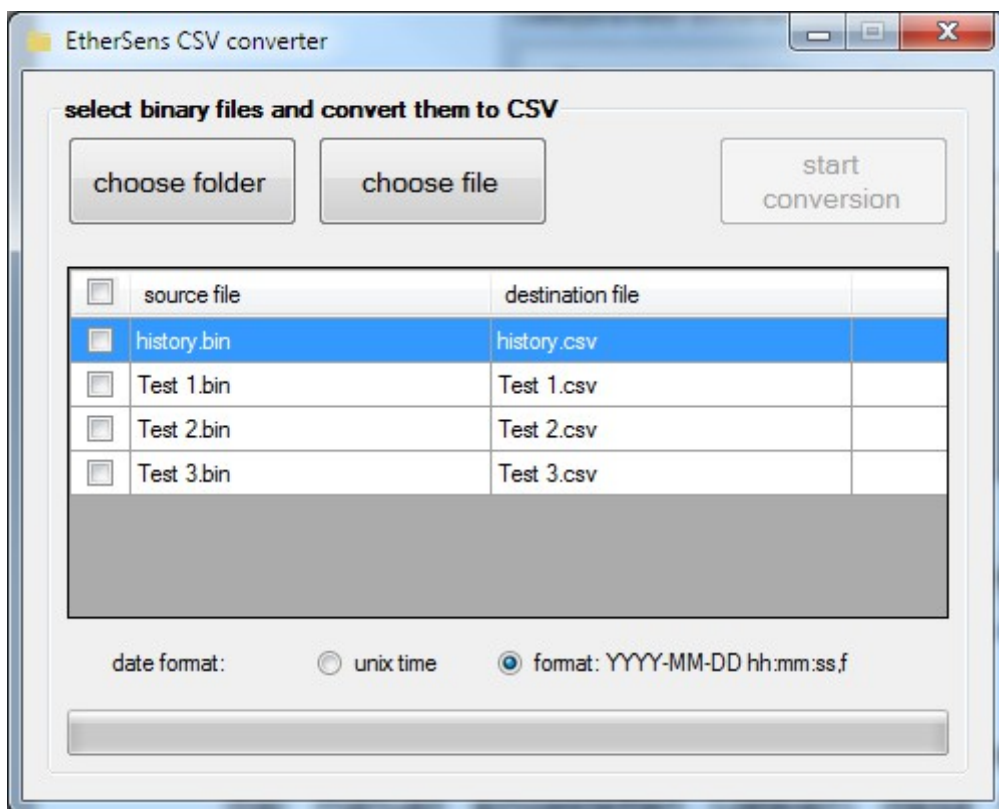 EtherSens CSV converter
select binary files and convert them to CSV
choose folder
choose file
start
conversion
source file destination file
history.bin history.csv
Test 1.bin Test 1.csv
Test 2.bin Test 2.csv
Test 3.bin Test 3.csv
date format: unix time format: YYYY-MM-DD hh:mm:ss,f